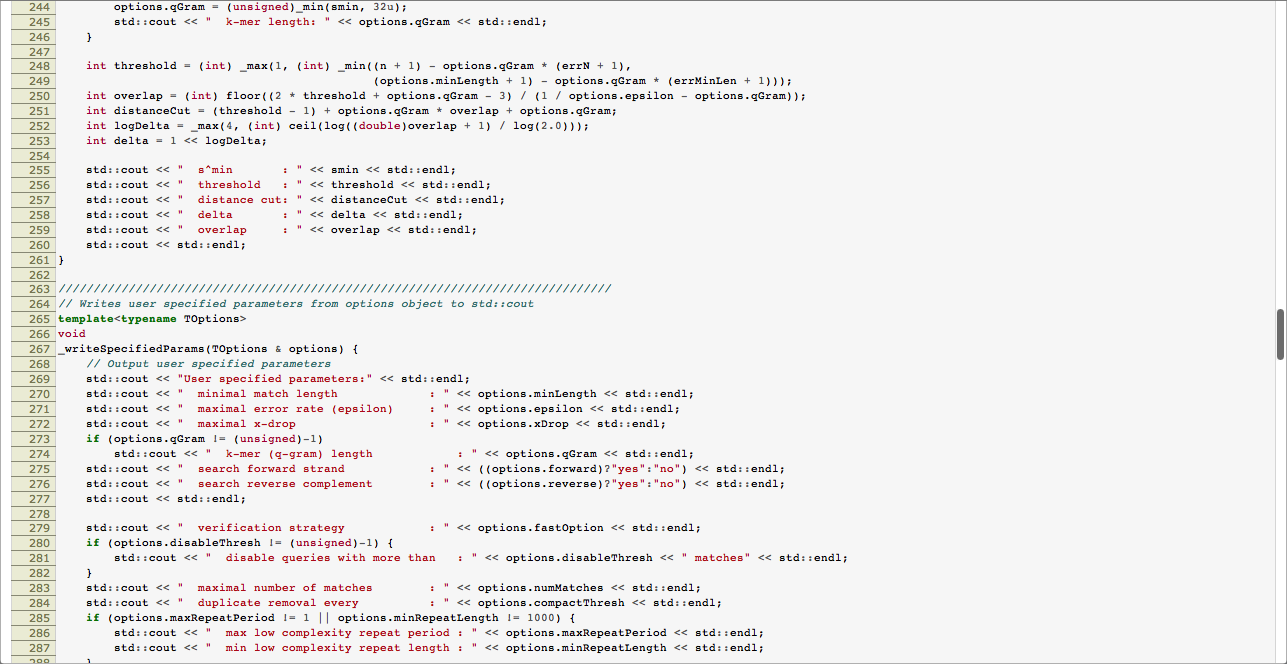 244         options.qGram = (unsigned)_min(smin, 32u);
245         std::cout << "  k-mer length: " << options.qGram << std::endl;
246     }
247
248     int threshold = (int) _max(1, (int) _min((n + 1) - options.qGram * (errN + 1),
249                                              (options.minLength + 1) - options.qGram * (errMinLen + 1)));
250     int overlap = (int) floor((2 * threshold + options.qGram - 3) / (1 / options.epsilon - options.qGram));
251     int distanceCut = (threshold - 1) + options.qGram * overlap + options.qGram;
252     int logDelta = _max(4, (int) ceil(log((double)overlap + 1) / log(2.0)));
253     int delta = 1 << logDelta;
254
255     std::cout << "  s^min       : " << smin << std::endl;
256     std::cout << "  threshold   : " << threshold << std::endl;
257     std::cout << "  distance cut: " << distanceCut << std::endl;
258     std::cout << "  delta       : " << delta << std::endl;
259     std::cout << "  overlap     : " << overlap << std::endl;
260     std::cout << std::endl;
261 }
262
263 ///////////////////////////////////////////////////////////////////////////////
264 // Writes user specified parameters from options object to std::cout
265 template<typename TOptions>
266 void
267 _writeSpecifiedParams(TOptions & options) {
268     // Output user specified parameters
269     std::cout << "User specified parameters:" << std::endl;
270     std::cout << "  minimal match length             : " << options.minLength << std::endl;
271     std::cout << "  maximal error rate (epsilon)     : " << options.epsilon << std::endl;
272     std::cout << "  maximal x-drop                   : " << options.xDrop << std::endl;
273     if (options.qGram != (unsigned)-1)
274         std::cout << "  k-mer (q-gram) length            : " << options.qGram << std::endl;
275     std::cout << "  search forward strand            : " << ((options.forward)?"yes":"no") << std::endl;
276     std::cout << "  search reverse complement        : " << ((options.reverse)?"yes":"no") << std::endl;
277     std::cout << std::endl;
278
279     std::cout << "  verification strategy            : " << options.fastOption << std::endl;
280     if (options.disableThresh != (unsigned)-1) {
281         std::cout << "  disable queries with more than   : " << options.disableThresh << " matches" << std::endl;
282     }
283     std::cout << "  maximal number of matches        : " << options.numMatches << std::endl;
284     std::cout << "  duplicate removal every          : " << options.compactThresh << std::endl;
285     if (options.maxRepeatPeriod != 1 || options.minRepeatLength != 1000) {
286         std::cout << "  max low complexity repeat period : " << options.maxRepeatPeriod << std::endl;
287         std::cout << "  min low complexity repeat length : " << options.minRepeatLength << std::endl;
288     }